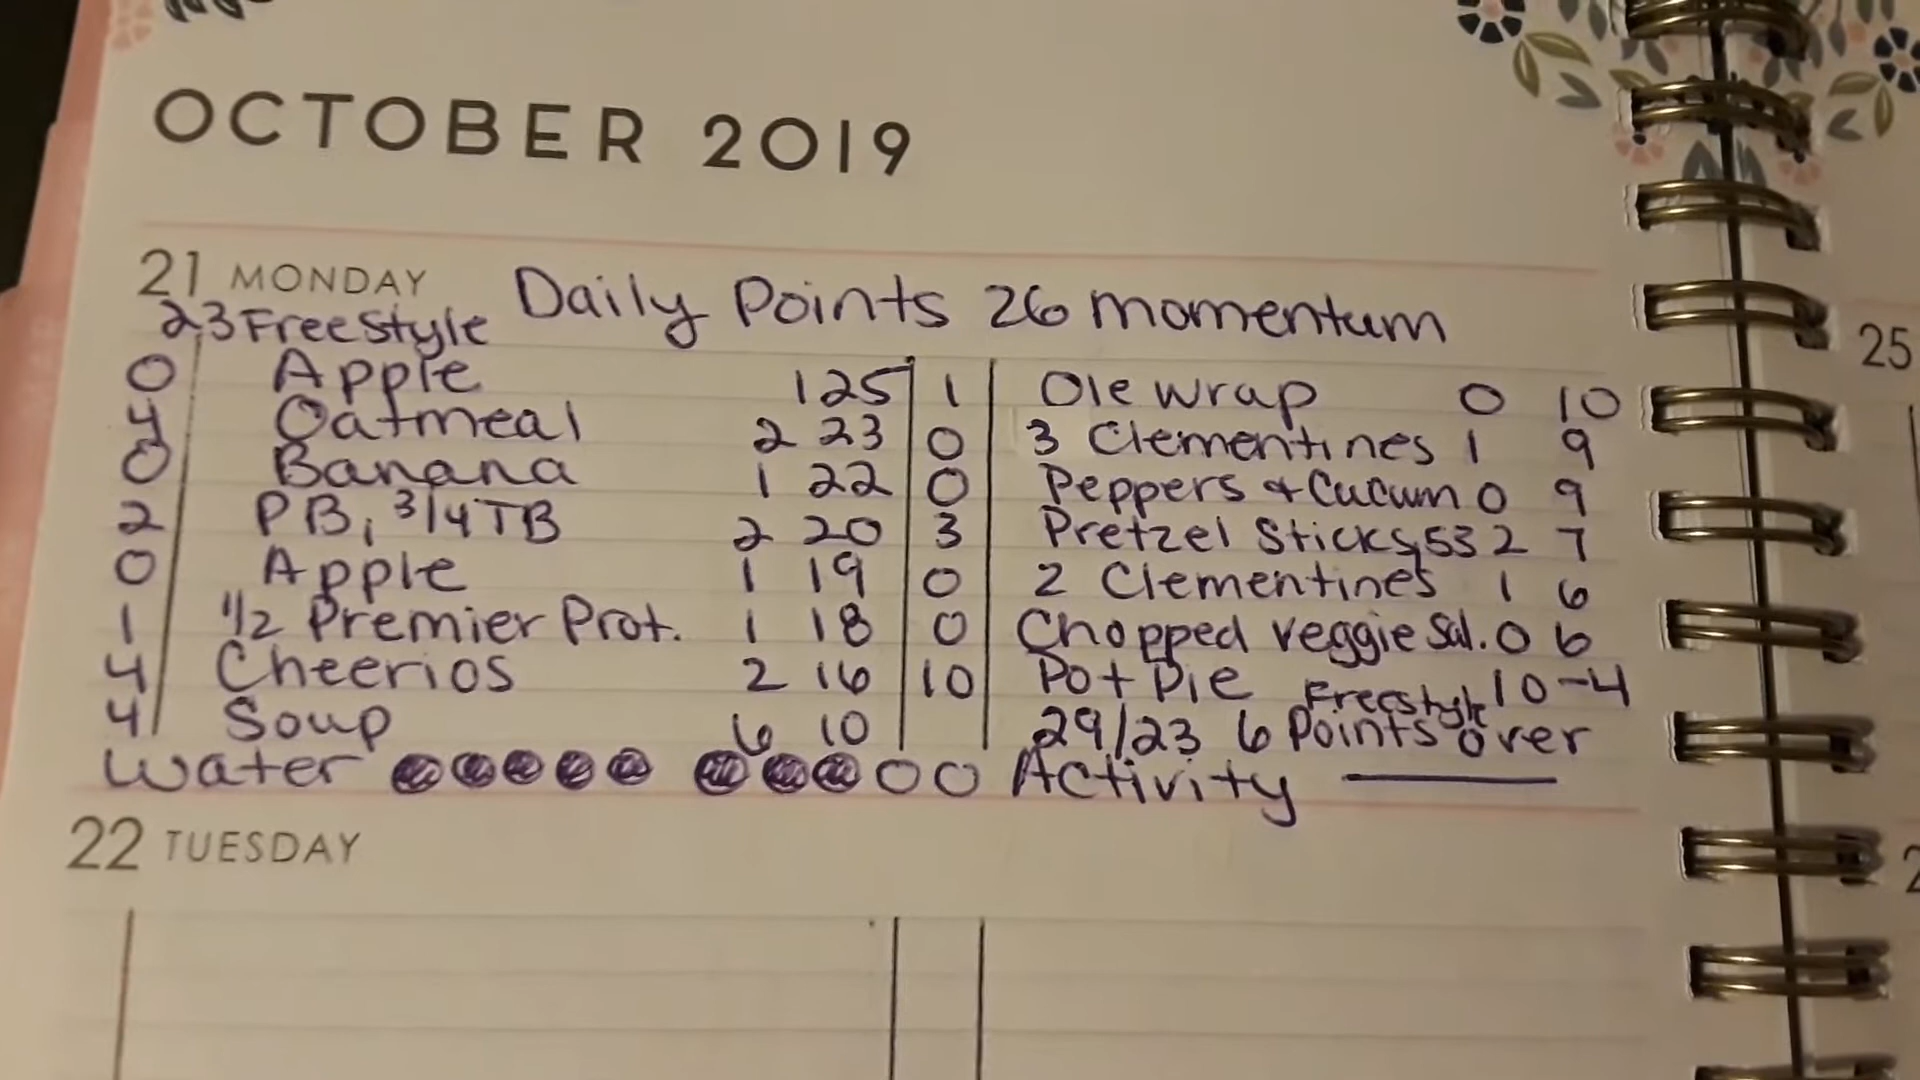 OCTOBER 2019
21 MONDAY Daily Points 26 momentum
23 Freestyle
0 Apple 1 25
4 Oatmeal 2 23
0 Banana 1 22
2 PB, 3/4 TB 2 20
0 Apple 1 19
1 1/2 Premier Prot. 1 18
4 Cheerios 2 16
4 Soup 6 10
1 Ole wrap 0 10
0 3 Clementines 1 9
0 Peppers & Cucum 0 9
3 Pretzel Sticks, 53 2 7
0 2 Clementines 1 6
0 Chopped veggie Sal. 0 6
10 Pot Pie 10 -4
Freestyle
29/23 6 Points over
Water Activity
22 TUESDAY
25
2